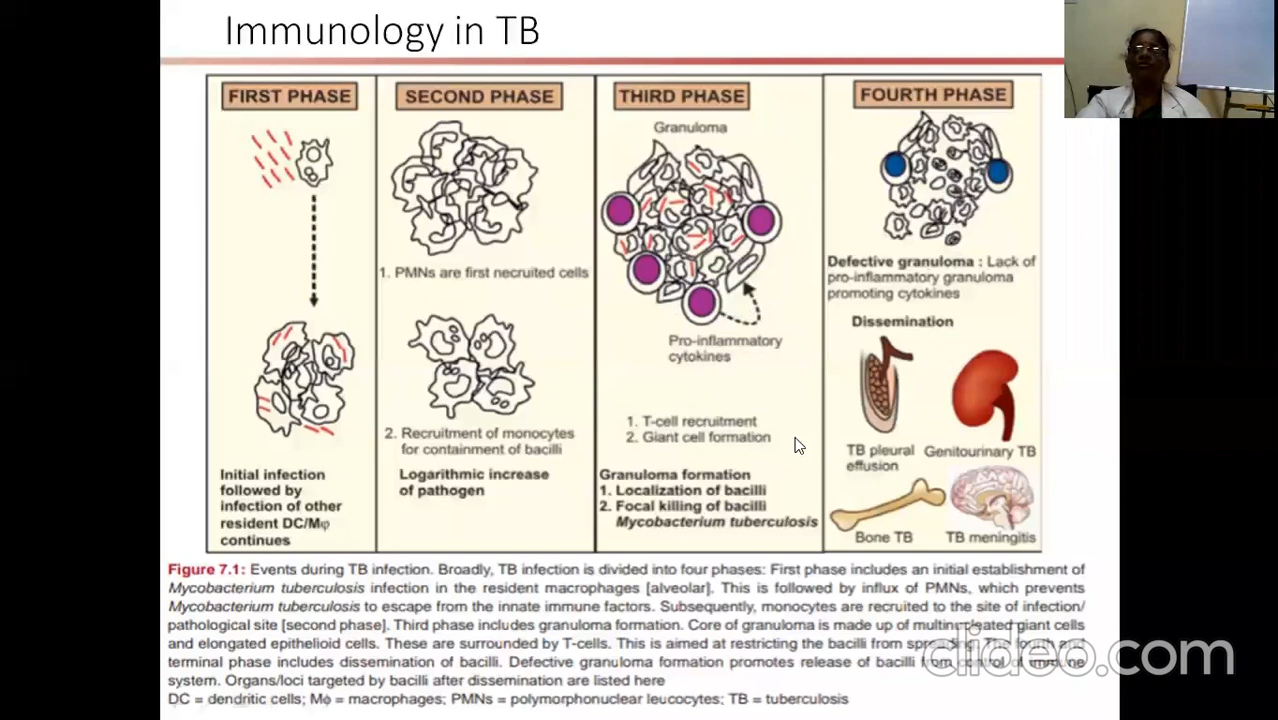 Immunology in TB
FIRST PHASE
Initial infection
followed by
infection of other
resident DC/Mφ
continues
SECOND PHASE
1. PMNs are first necruited cells
2. Recruitment of monocytes
for containment of bacilli
Logarithmic increase
of pathogen
THIRD PHASE
Granuloma
Pro-inflammatory
cytokines
1. T-cell recruitment
2. Giant cell formation
Granuloma formation
1. Localization of bacilli
2. Focal killing of bacilli
Mycobacterium tuberculosis
FOURTH PHASE
Defective granuloma : Lack of
pro-inflammatory granuloma
promoting cytokines
Dissemination
TB pleural
effusion
Genitourinary TB
Bone TB
TB meningitis
Figure 7.1: Events during TB infection. Broadly, TB infection is divided into four phases: First phase includes an initial establishment of
Mycobacterium tuberculosis infection in the resident macrophages [alveolar]. This is followed by influx of PMNs, which prevents
Mycobacterium tuberculosis to escape from the innate immune factors. Subsequently, monocytes are recruited to the site of infection/
pathological site [second phase]. Third phase includes granuloma formation. Core of granuloma is made up of multinucleated giant cells
and elongated epithelioid cells. These are surrounded by T-cells. This is aimed at restricting the bacilli from
terminal phase includes dissemination of bacilli. Defective granuloma formation promotes release of bacilli
system. Organs/loci targeted by bacilli after dissemination are listed here
DC = dendritic cells; Mφ = macrophages; PMNs = polymorphonuclear leucocytes; TB = tuberculosis
clideo.com